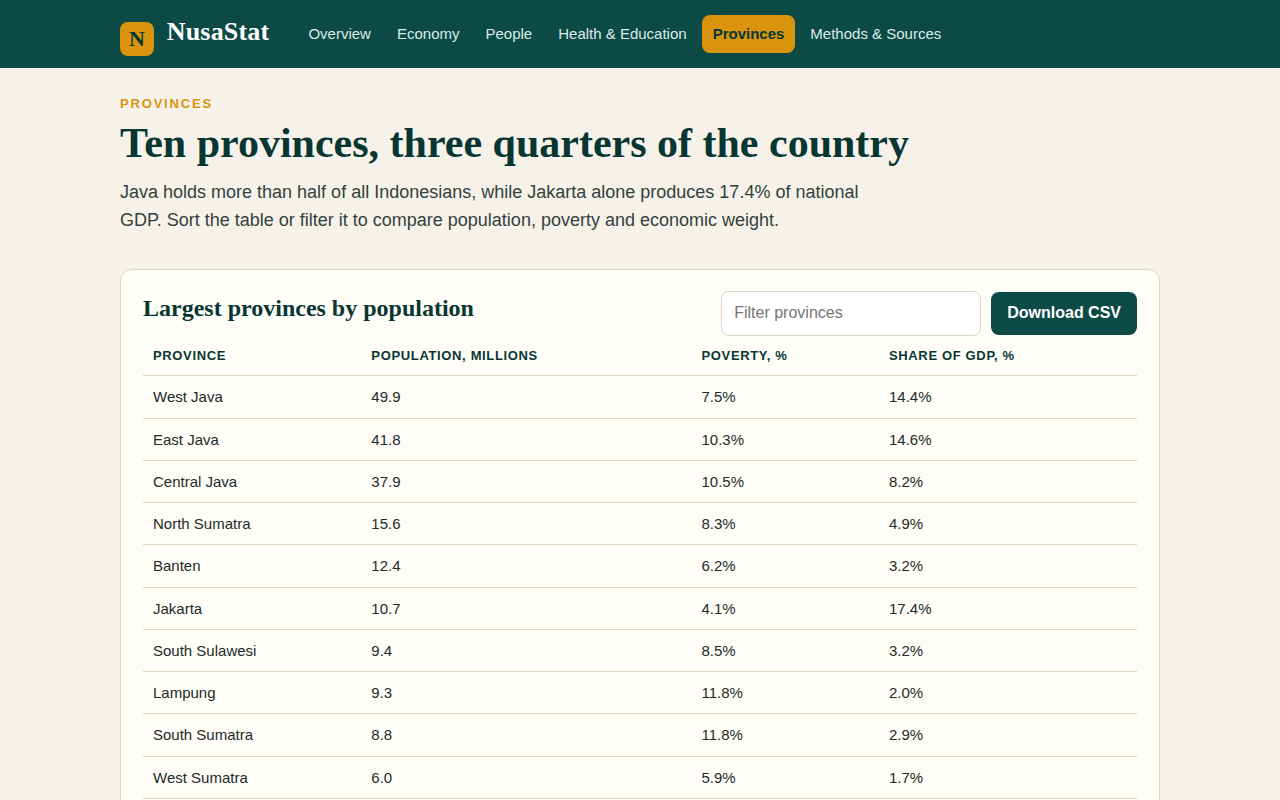 N NusaStat Overview Economy People Health & Education Provinces Methods & Sources
PROVINCES
Ten provinces, three quarters of the country
Java holds more than half of all Indonesians, while Jakarta alone produces 17.4% of national
GDP. Sort the table or filter it to compare population, poverty and economic weight.
Largest provinces by population Filter provinces Download CSV
PROVINCE POPULATION, MILLIONS POVERTY, % SHARE OF GDP, %
West Java 49.9 7.5% 14.4%
East Java 41.8 10.3% 14.6%
Central Java 37.9 10.5% 8.2%
North Sumatra 15.6 8.3% 4.9%
Banten 12.4 6.2% 3.2%
Jakarta 10.7 4.1% 17.4%
South Sulawesi 9.4 8.5% 3.2%
Lampung 9.3 11.8% 2.0%
South Sumatra 8.8 11.8% 2.9%
West Sumatra 6.0 5.9% 1.7%